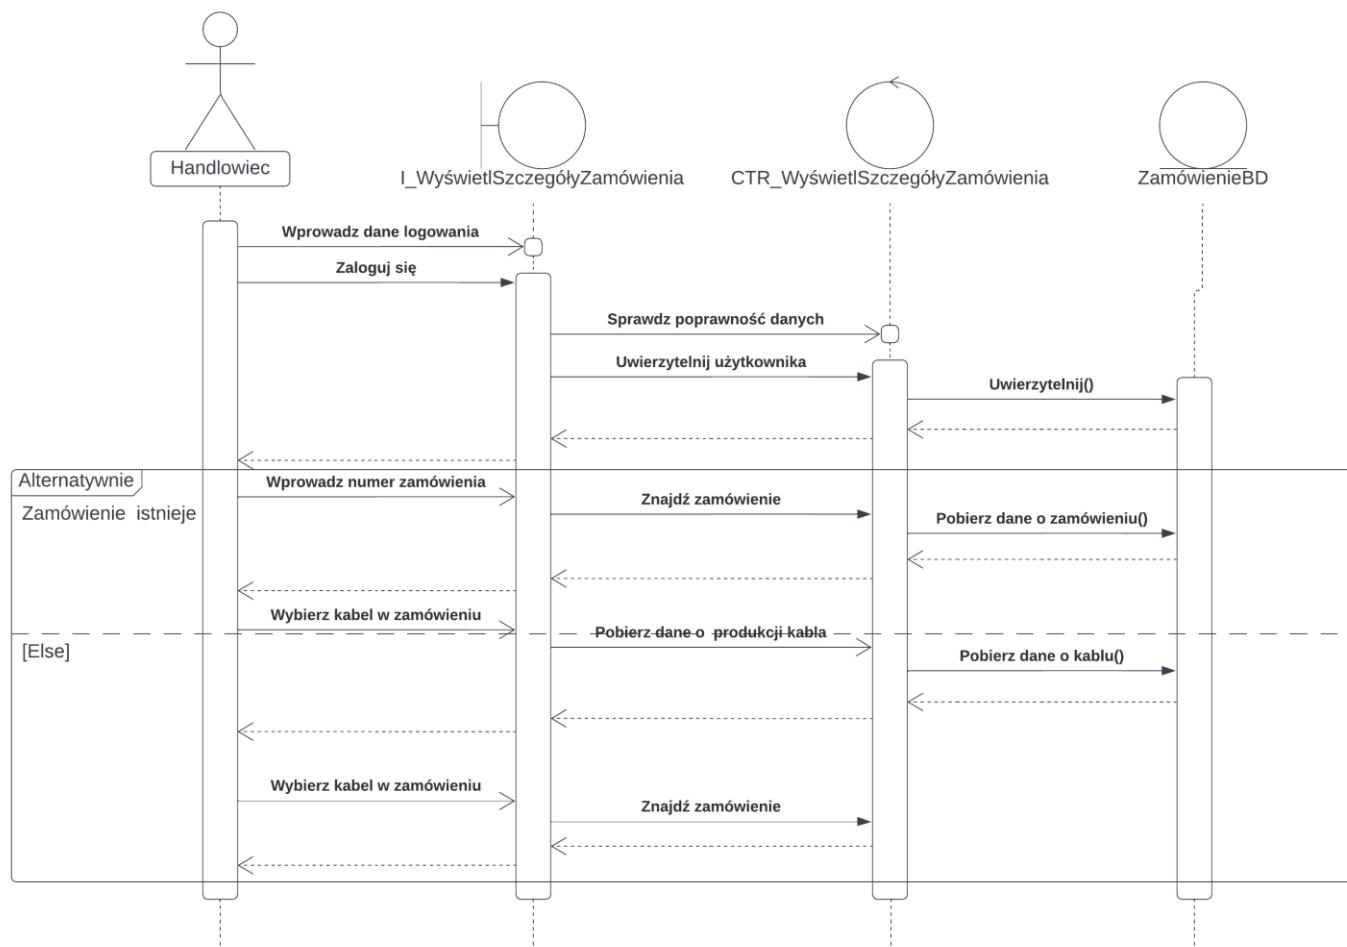 Handlowiec
I_WyświetlSzczegółyZamówienia
CTR_WyświetlSzczegółyZamówienia
ZamówienieBD
Wprowadz dane logowania
Zaloguj się
Sprawdz poprawność danych
Uwierzytelnij użytkownika
Uwierzytelnij()
Alternatywnie
Wprowadz numer zamówienia
Zamówienie istnieje
Znajdź zamówienie
Pobierz dane o zamówieniu()
Wybierz kabel w zamówieniu
Pobierz dane o produkcji kabla
[Else]
Pobierz dane o kablu()
Wybierz kabel w zamówieniu
Znajdź zamówienie